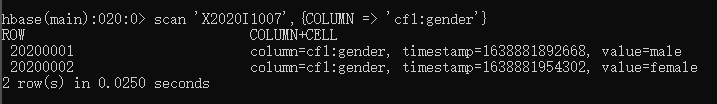 hbase(main):020:0> scan 'X2020I1007',{COLUMN => 'cf1:gender'}
ROW COLUMN+CELL
20200001 column=cf1:gender, timestamp=1638881892668, value=male
20200002 column=cf1:gender, timestamp=1638881954302, value=female
2 row(s) in 0.0250 seconds